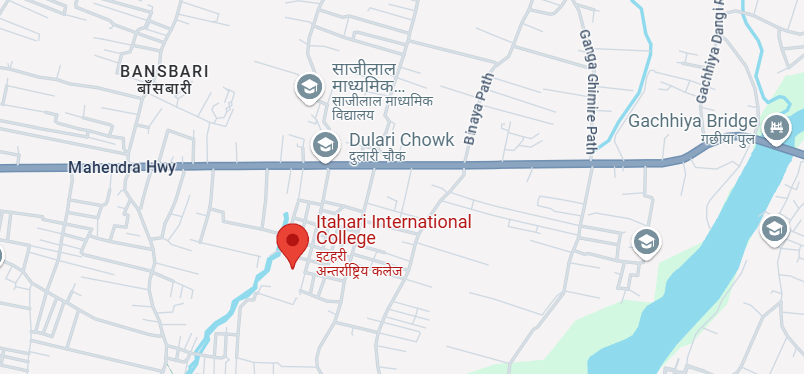 BANSBARI
बाँसबारी
साजीलाल
माध्यमिक...
साजीलाल माध्यमिक
विद्यालय
Ganga Ghimire Path
Gachhiya Dangi R
Binaya Path
Gachhiya Bridge
गछीया-पुल
Dulari Chowk
दुलारी चौक
Mahendra Hwy
Itahari International
College
इटहरी
अन्तर्राष्ट्रिय कलेज